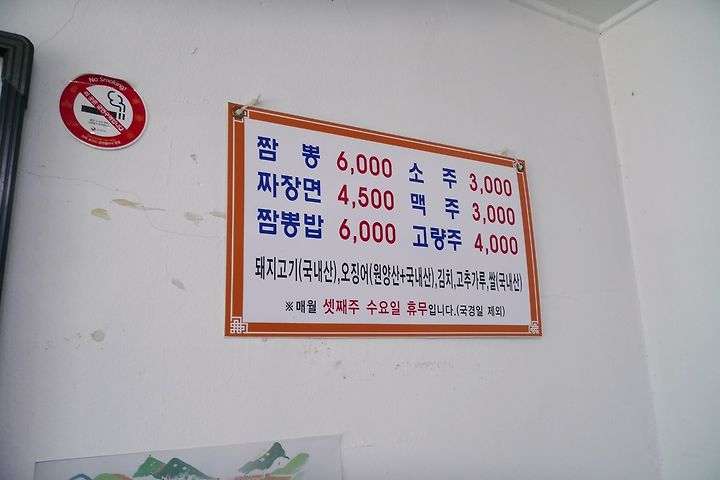 No Smoking!
짬 뽕 6,000 소 주 3,000
짜장면 4,500 맥 주 3,000
짬뽕밥 6,000 고량주 4,000
돼지고기(국내산),오징어(원양산+국내산),김치,고추가루,쌀(국내산)
※매월 셋째주 수요일 휴무입니다.(국경일 제외)